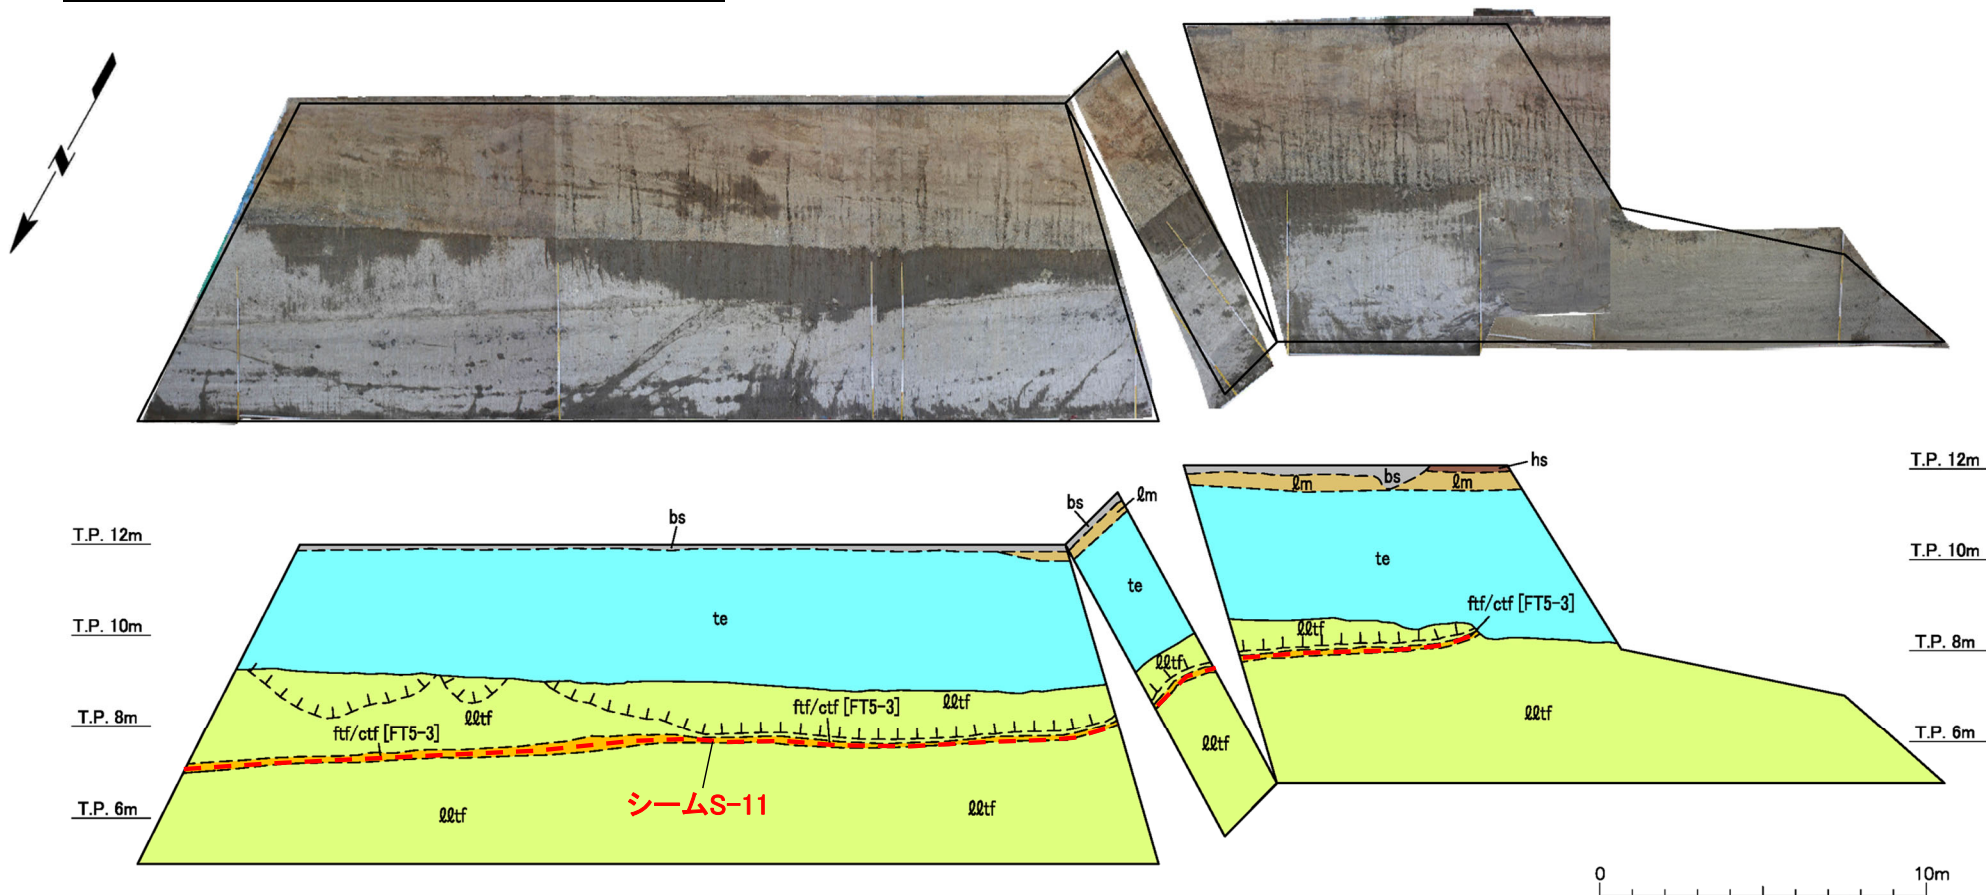 N
hs
T.P. 12m
bs
ℓm
ℓm
bs
ℓm
bs
T.P. 12m
te
T.P. 10m
te
te
ftf/ctf [FT5-3]
T.P. 10m
ℓℓtf
T.P. 8m
ℓℓtf
ℓℓtf
ftf/ctf [FT5-3]
ℓℓtf
ℓℓtf
T.P. 8m
ftf/ctf [FT5-3]
ℓℓtf
T.P. 6m
シームS-11
T.P. 6m
ℓℓtf
ℓℓtf
0 10m